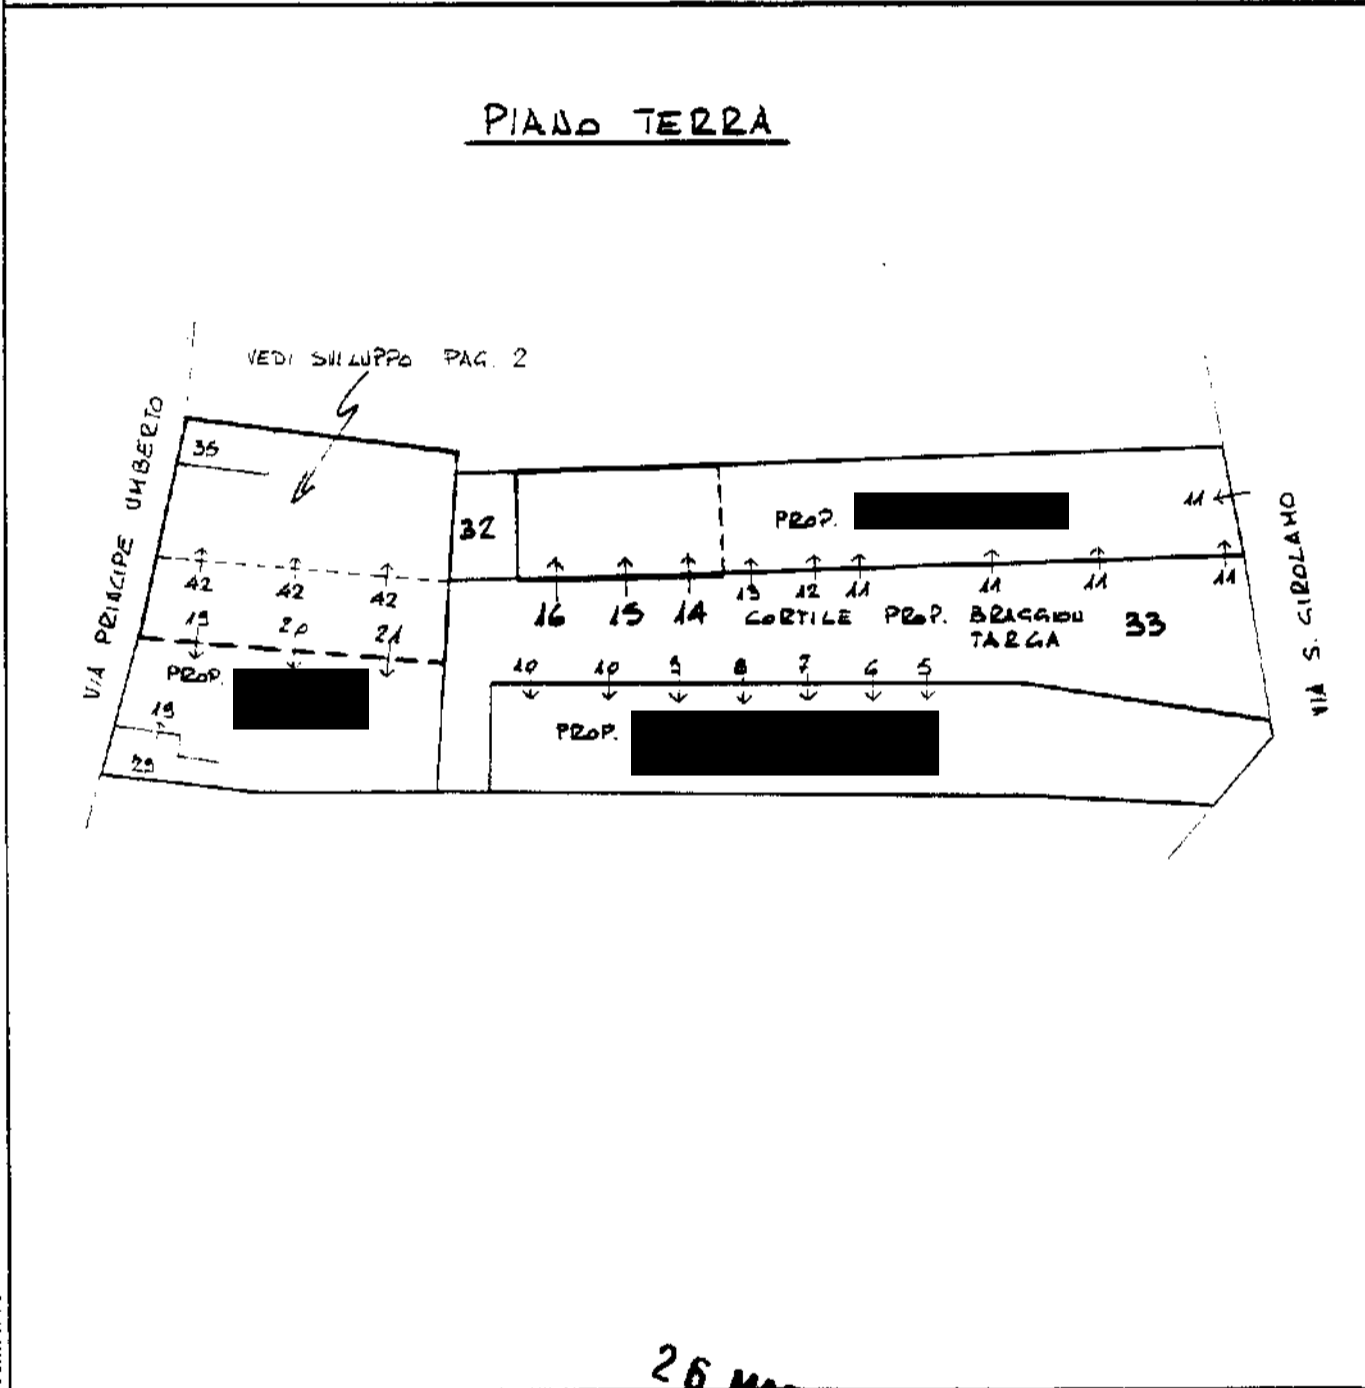 PIANO TERRA
VEDI SVILUPPO PAG. 2
VIA PRINCIPE UMBERTO
35
32
PROP.
11
VIA S. GIROLAMO
42 42 42
13 12 11 11 11 11
16 15 14
CORTILE PROP. BRAGGION
TARGA
33
19 20 21
PROP.
10 10 9 8 7 6 5
19
PROP.
29
26